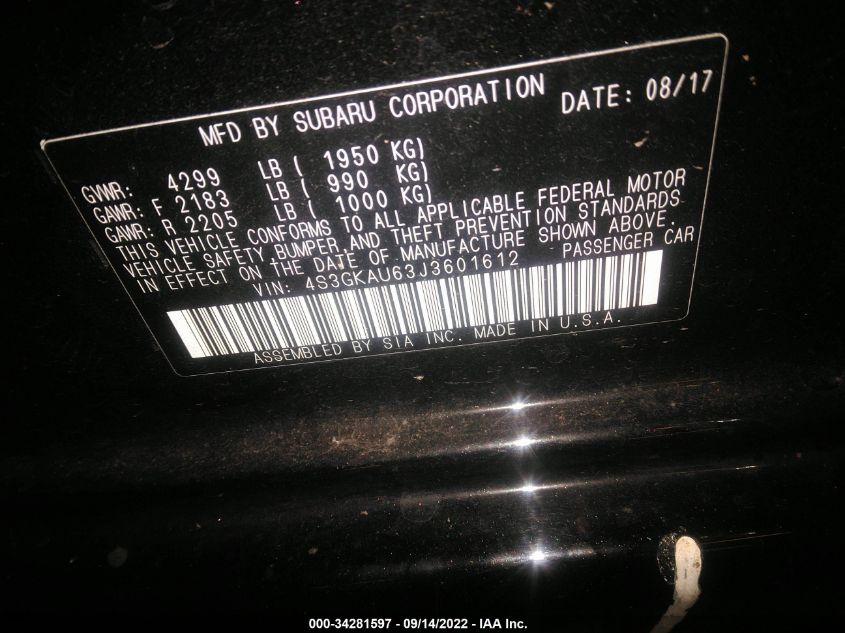 MFD BY SUBARU CORPORATION DATE: 08/17
GVWR: 4299 LB ( 1950 KG)
GAWR: F 2183 LB ( 990 KG)
GAWR: R 2205 LB ( 1000 KG)
THIS VEHICLE CONFORMS TO ALL APPLICABLE FEDERAL MOTOR
VEHICLE SAFETY, BUMPER, AND THEFT PREVENTION STANDARDS
IN EFFECT ON THE DATE OF MANUFACTURE SHOWN ABOVE.
VIN: 4S3GKAU63J3601612 PASSENGER CAR
ASSEMBLED BY SIA INC. MADE IN U.S.A.
000-34281597 - 09/14/2022 - IAA Inc.